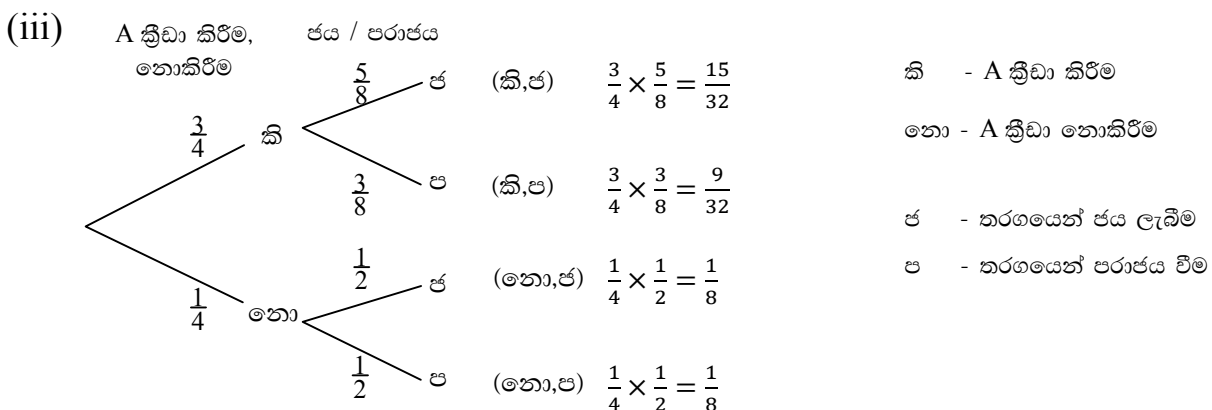 (iii) A ක්‍රීඩා කිරීම, ජය / පරාජය
නොකිරීම
5/8 ජ (කි,ජ) 3/4 × 5/8 = 15/32 කි - A ක්‍රීඩා කිරීම
3/4 කි නො - A ක්‍රීඩා නොකිරීම
3/8 ප (කි,ප) 3/4 × 3/8 = 9/32
ජ - තරගයෙන් ජය ලැබීම
1/2 ජ (නො,ජ) 1/4 × 1/2 = 1/8 ප - තරගයෙන් පරාජය වීම
1/4 නො
1/2 ප (නො,ප) 1/4 × 1/2 = 1/8